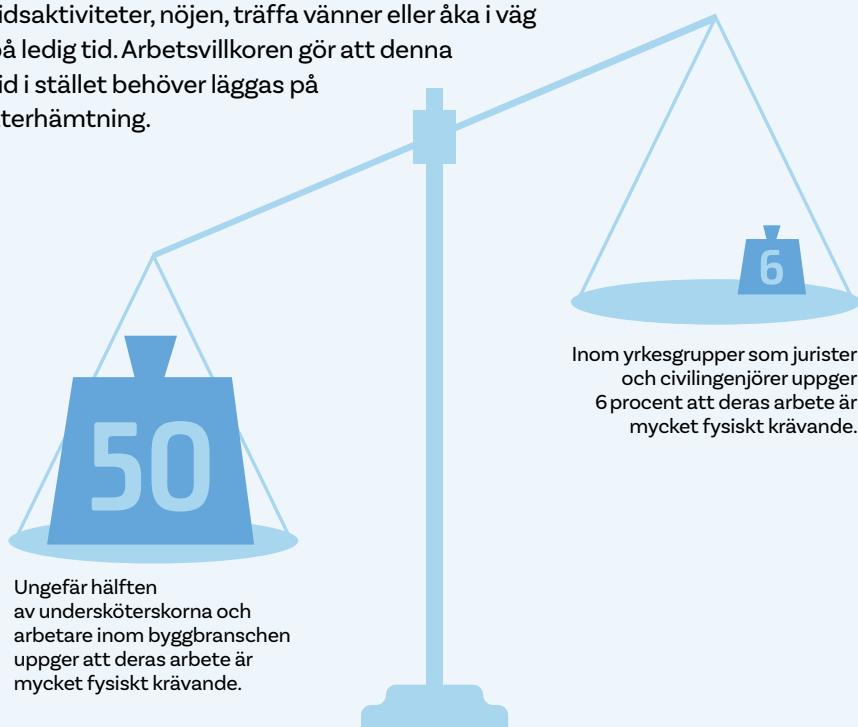 idsaktiviteter, nöjen, träffa vänner eller åka i väg
på ledig tid. Arbetsvillkoren gör att denna
id i stället behöver läggas på
terhämtning.
6
Inom yrkesgrupper som jurister
och civilingenjörer uppger
6 procent att deras arbete är
mycket fysiskt krävande.
50
Ungefär hälften
av undersköterskorna och
arbetare inom byggbranschen
uppger att deras arbete är
mycket fysiskt krävande.